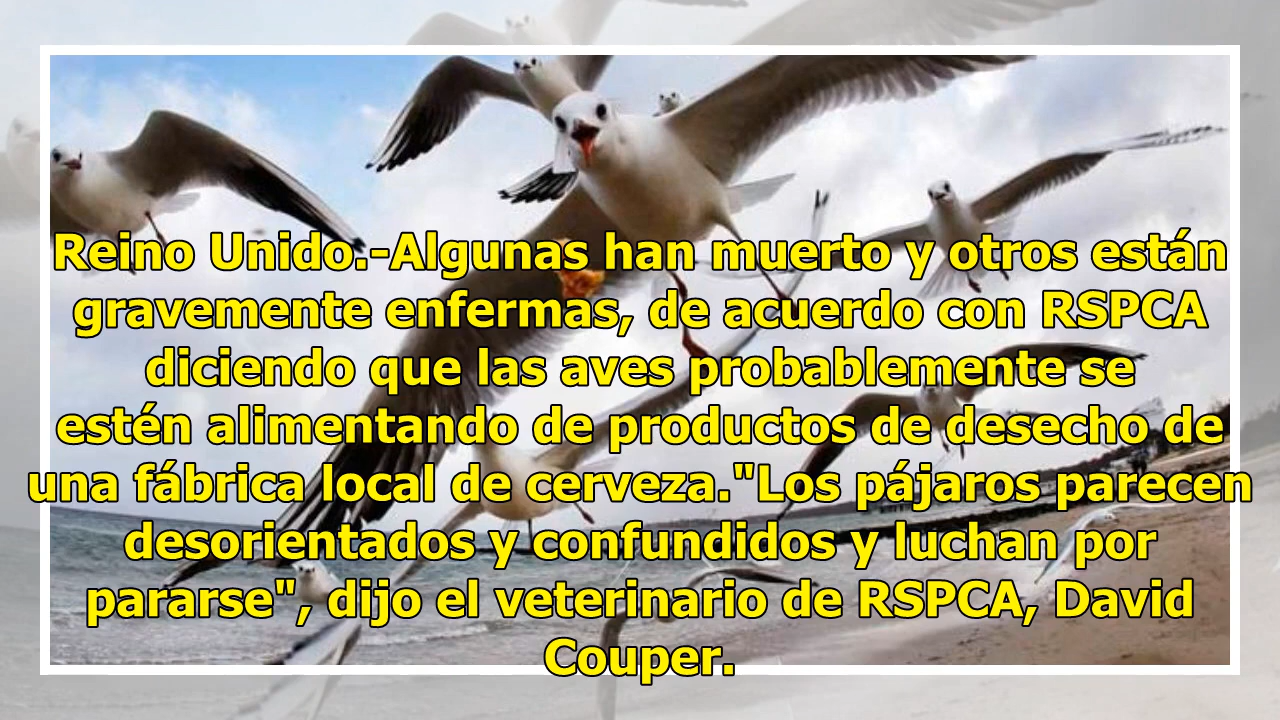 Reino Unido.-Algunas han muerto y otros están
gravemente enfermas, de acuerdo con RSPCA
diciendo que las aves probablemente se
estén alimentando de productos de desecho de
una fábrica local de cerveza."Los pájaros parecen
desorientados y confundidos y luchan por
pararse", dijo el veterinario de RSPCA, David
Couper.